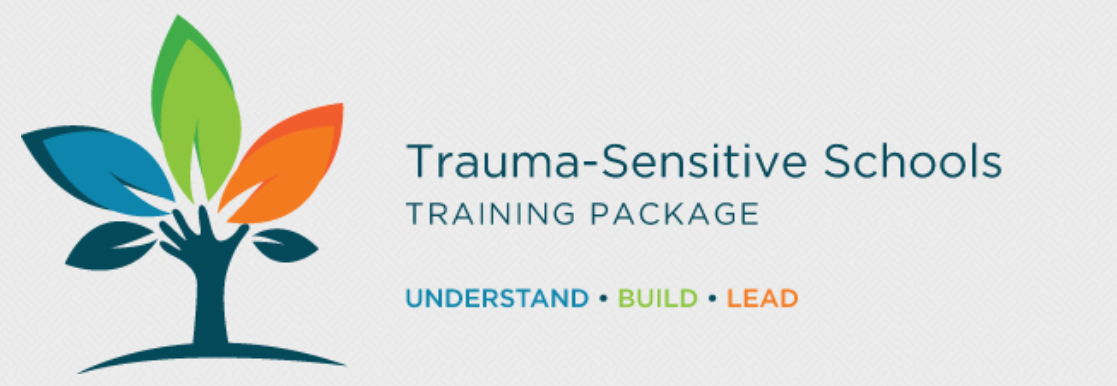 Trauma-Sensitive Schools
TRAINING PACKAGE
UNDERSTAND • BUILD • LEAD